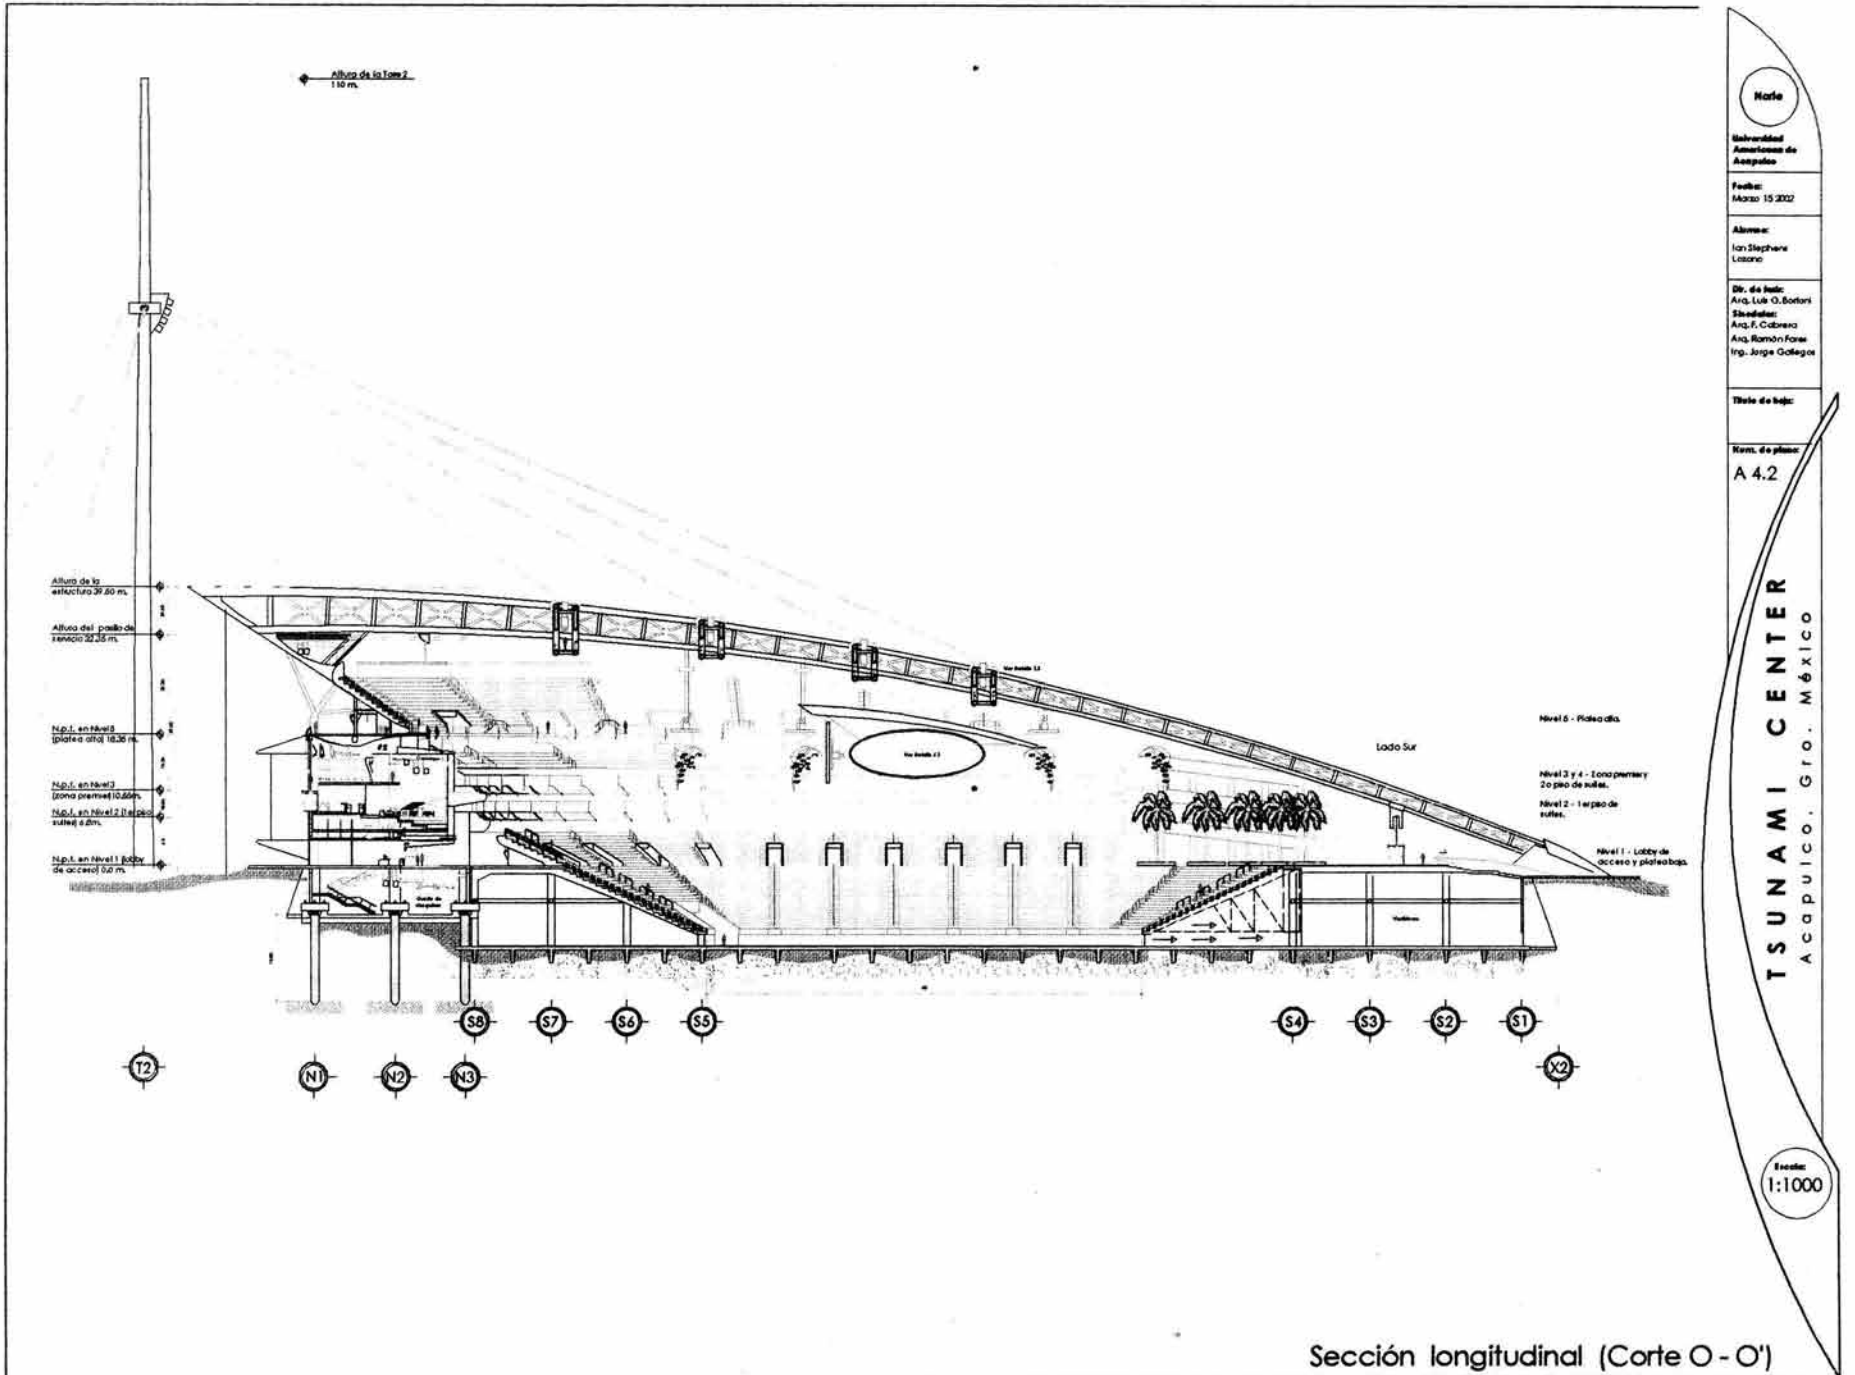 Altura de la Torre 2
110 m.
Altura de la
estructura 39.50 m.
Altura del pasillo de
servicio 32.35 m.
N.p.t. en Nivel 5
(platea alta) 18.35 m.
N.p.t. en Nivel 3
(zona premier)
N.p.t. en Nivel 2 (1er piso
suites)
N.p.t. en Nivel 1 (lobby
de acceso) 0.0 m.
Lado Sur
Nivel 5 - Platea alta.
Nivel 3 y 4 - Zona premier y
2o piso de suites.
Nivel 2 - 1er piso de
suites.
Nivel 1 - Lobby de
acceso y platea baja.
S8
S7
S6
S5
S4
S3
S2
S1
T2
N1
N2
N3
X2
Norte
Universidad
Americana de
Acapulco
Fecha:
Marzo 15 2002
Alumno:
Ian Stephens
Lozano
Dir. de tesis:
Arq. Luis G. Bortoni
Sinodales:
Arq. F. Cabrera
Arq. Ramón Fares
Ing. Jorge Gallegos
Título de hoja:
Num. de plano:
A 4.2
TSUNAMI CENTER
Acapulco, Gro. México
Escala:
1:1000
Sección longitudinal (Corte O - O')